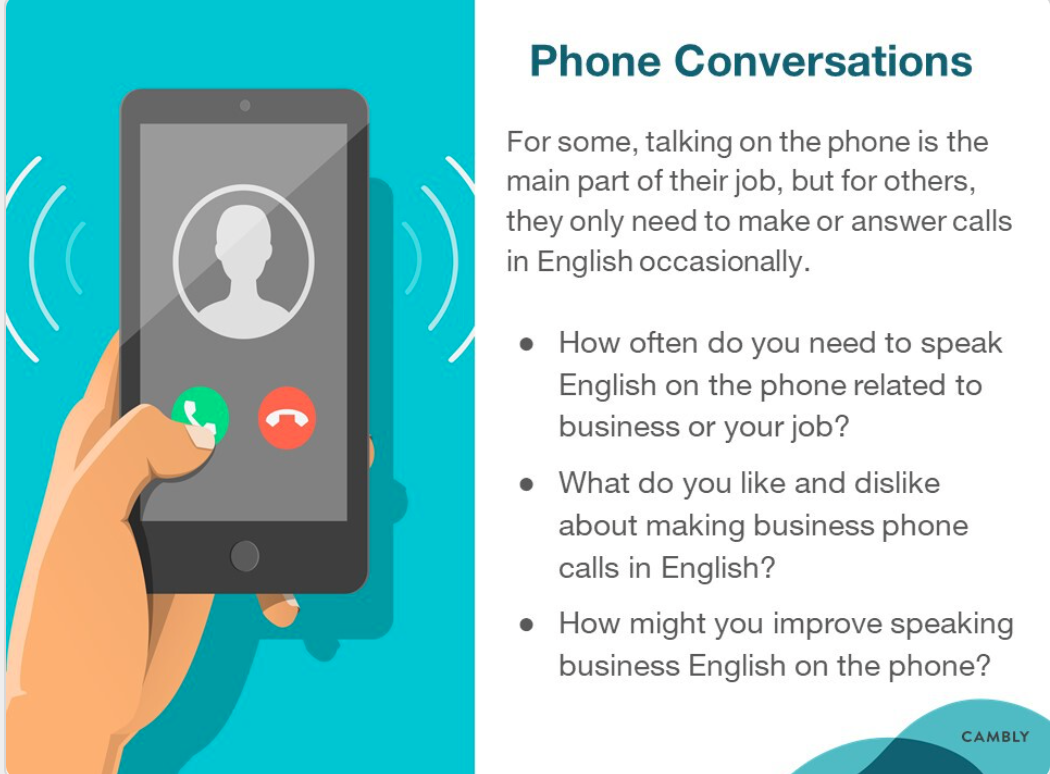 Phone Conversations
For some, talking on the phone is the
main part of their job, but for others,
they only need to make or answer calls
in English occasionally.
● How often do you need to speak
English on the phone related to
business or your job?
● What do you like and dislike
about making business phone
calls in English?
● How might you improve speaking
business English on the phone?
CAMBLY